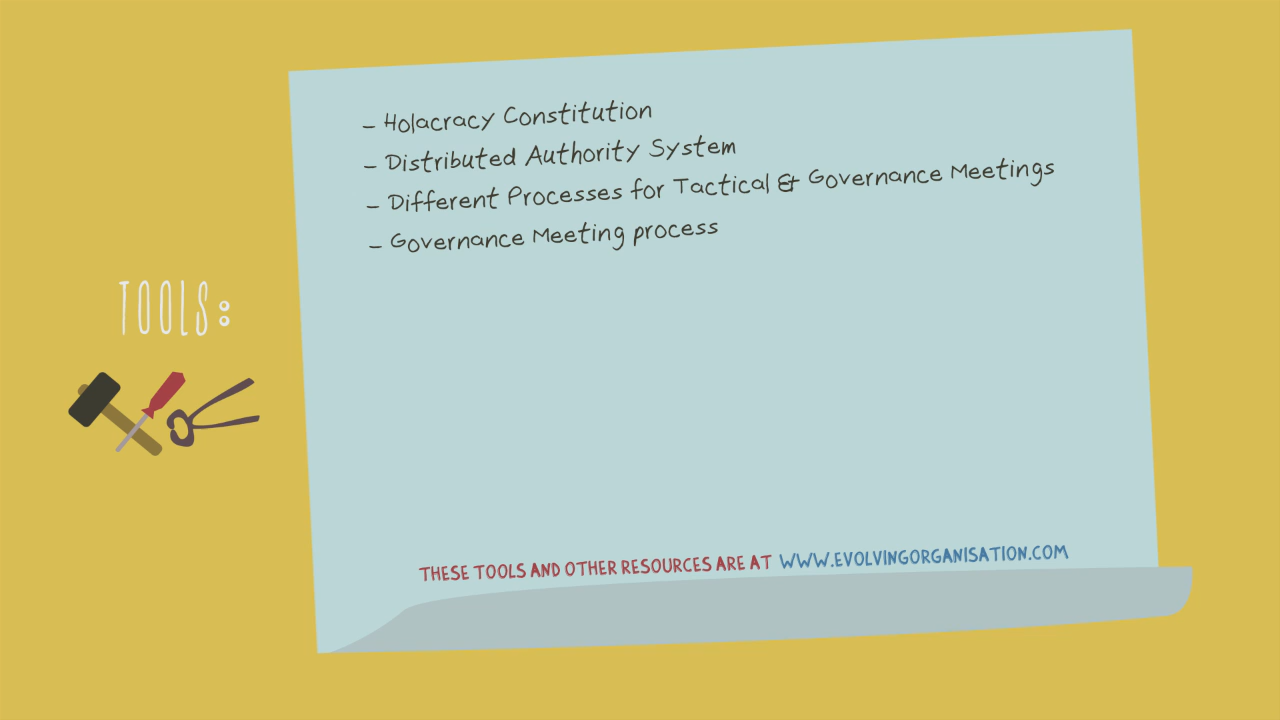 - Holacracy Constitution
- Distributed Authority System
- Different Processes for Tactical & Governance Meetings
- Governance Meeting process
TOOLS:
THESE TOOLS AND OTHER RESOURCES ARE AT WWW.EVOLVINGORGANISATION.COM